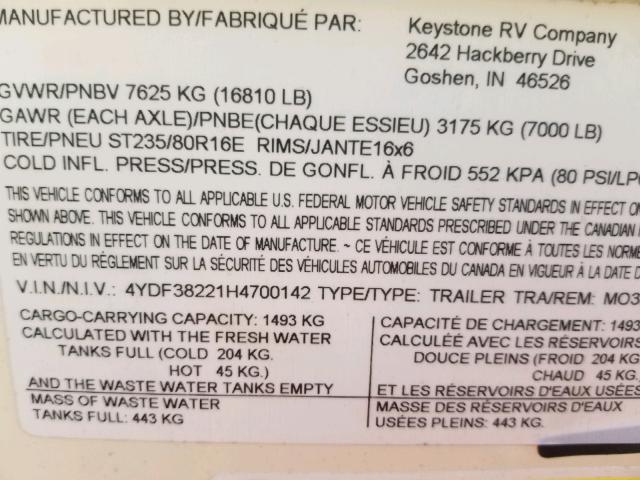 MANUFACTURED BY/FABRIQUÉ PAR: Keystone RV Company
2642 Hackberry Drive
Goshen, IN 46526
GVWR/PNBV 7625 KG (16810 LB)
GAWR (EACH AXLE)/PNBE(CHAQUE ESSIEU) 3175 KG (7000 LB)
TIRE/PNEU ST235/80R16E RIMS/JANTE16x6
COLD INFL. PRESS/PRESS. DE GONFL. À FROID 552 KPA (80 PSI/LPC
THIS VEHICLE CONFORMS TO ALL APPLICABLE U.S. FEDERAL MOTOR VEHICLE SAFETY STANDARDS IN EFFECT ON
SHOWN ABOVE. THIS VEHICLE CONFORMS TO ALL APPLICABLE STANDARDS PRESCRIBED UNDER THE CANADIAN
REGULATIONS IN EFFECT ON THE DATE OF MANUFACTURE. ~ CE VÉHICULE EST CONFORME À TOUTES LES NORMES
EN VERTU DU RÉGLEMENT SUR LA SÉCURITÉ DES VÉHICULES AUTOMOBILES DU CANADA EN VIGUEUR À LA DATE D
V.I.N./N.I.V.: 4YDF38221H4700142 TYPE/TYPE: TRAILER TRA/REM: MO3
CARGO-CARRYING CAPACITY: 1493 KG
CALCULATED WITH THE FRESH WATER
TANKS FULL (COLD 204 KG.
HOT 45 KG.)
AND THE WASTE WATER TANKS EMPTY
MASS OF WASTE WATER
TANKS FULL: 443 KG
CAPACITÉ DE CHARGEMENT: 1493
CALCULÉE AVEC LES RÉSERVOIRS
DOUCE PLEINS (FROID 204 KG
CHAUD 45 KG.)
ET LES RÉSERVOIRS D'EAUX USÉES
MASSE DES RÉSERVOIRS D'EAUX
USÉES PLEINS: 443 KG.